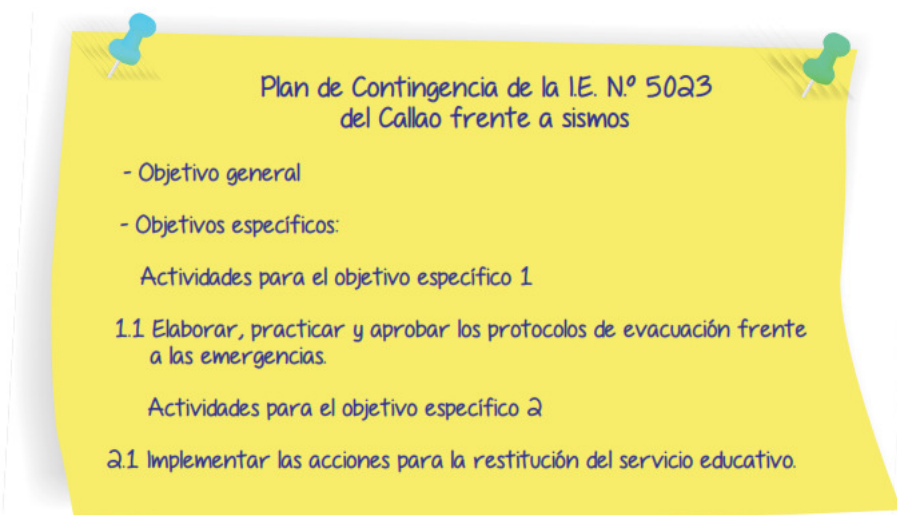 Plan de Contingencia de la I.E. N.º 5023
del Callao frente a sismos
- Objetivo general
- Objetivos específicos:
Actividades para el objetivo específico 1
1.1 Elaborar, practicar y aprobar los protocolos de evacuación frente
a las emergencias.
Actividades para el objetivo específico 2
2.1 Implementar las acciones para la restitución del servicio educativo.